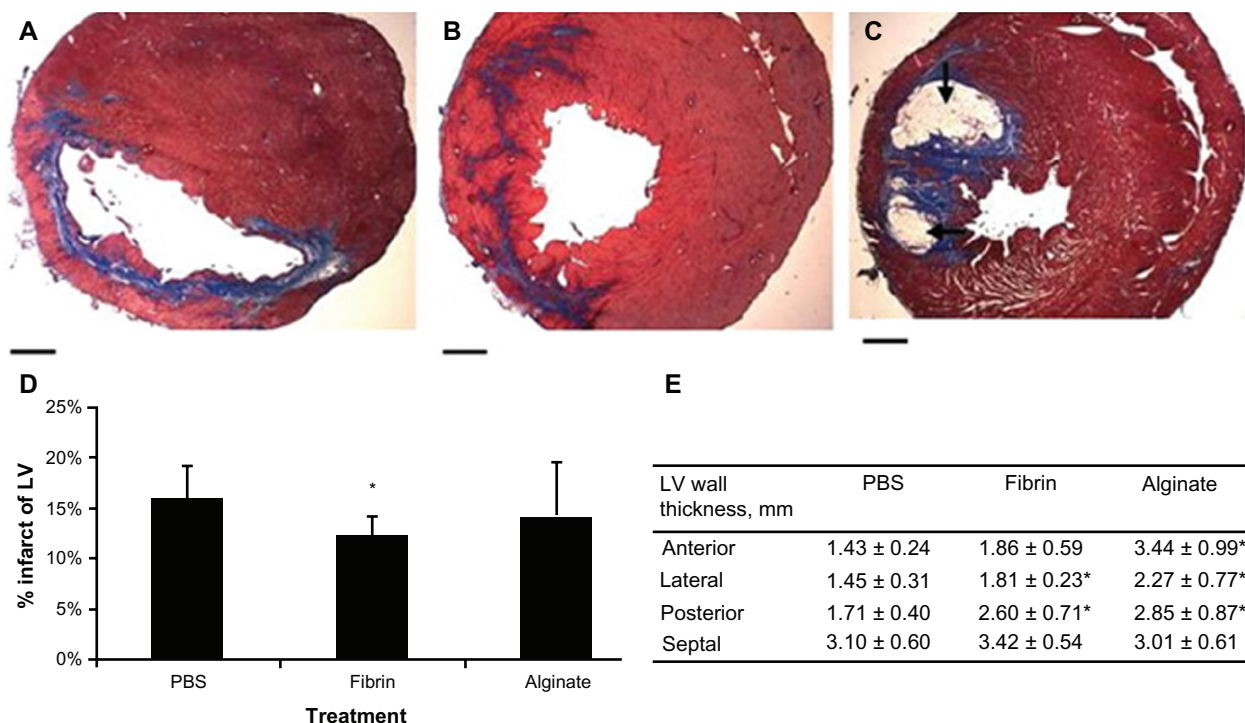 A
B
C
D
25%
20%
15%
10%
5%
0%
% infarct of LV
*
PBS
Fibrin
Alginate
Treatment
E
LV wall thickness, mm PBS Fibrin Alginate
Anterior 1.43 ± 0.24 1.86 ± 0.59 3.44 ± 0.99*
Lateral 1.45 ± 0.31 1.81 ± 0.23* 2.27 ± 0.77*
Posterior 1.71 ± 0.40 2.60 ± 0.71* 2.85 ± 0.87*
Septal 3.10 ± 0.60 3.42 ± 0.54 3.01 ± 0.61